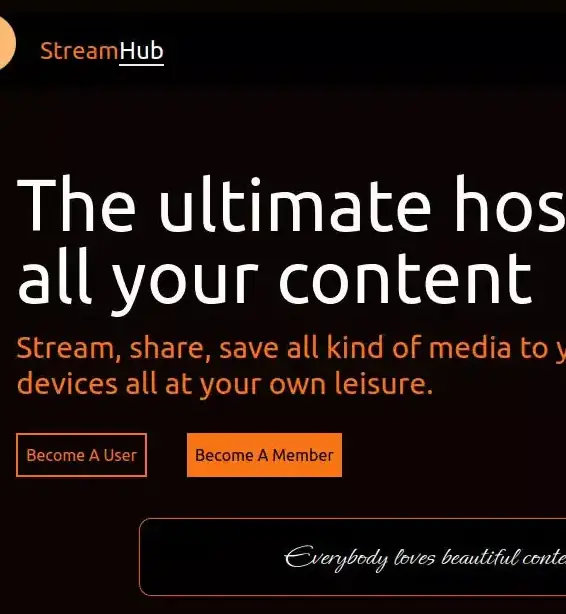 StreamHub
The ultimate hos
all your content
Stream, share, save all kind of media to y
devices all at your own leisure.
Become A User
Become A Member
Everybody loves beautiful conte